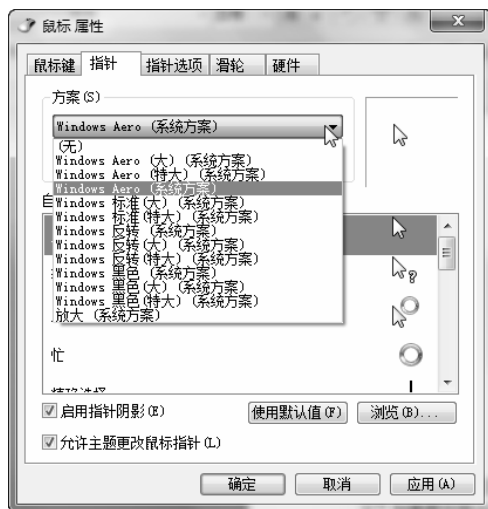 鼠标 属性
鼠标键 指针 指针选项 滑轮 硬件
方案(S)
Windows Aero (系统方案)
(无)
Windows Aero (大) (系统方案)
Windows Aero (特大) (系统方案)
Windows Aero (系统方案)
Windows 标准(大) (系统方案)
Windows 标准(特大) (系统方案)
Windows 反转 (系统方案)
Windows 反转(大) (系统方案)
Windows 反转(特大) (系统方案)
Windows 黑色 (系统方案)
Windows 黑色(大) (系统方案)
Windows 黑色(特大) (系统方案)
放大 (系统方案)
忙
启用指针阴影(E) 使用默认值(F) 浏览(B)...
允许主题更改鼠标指针(L)
确定 取消 应用(A)